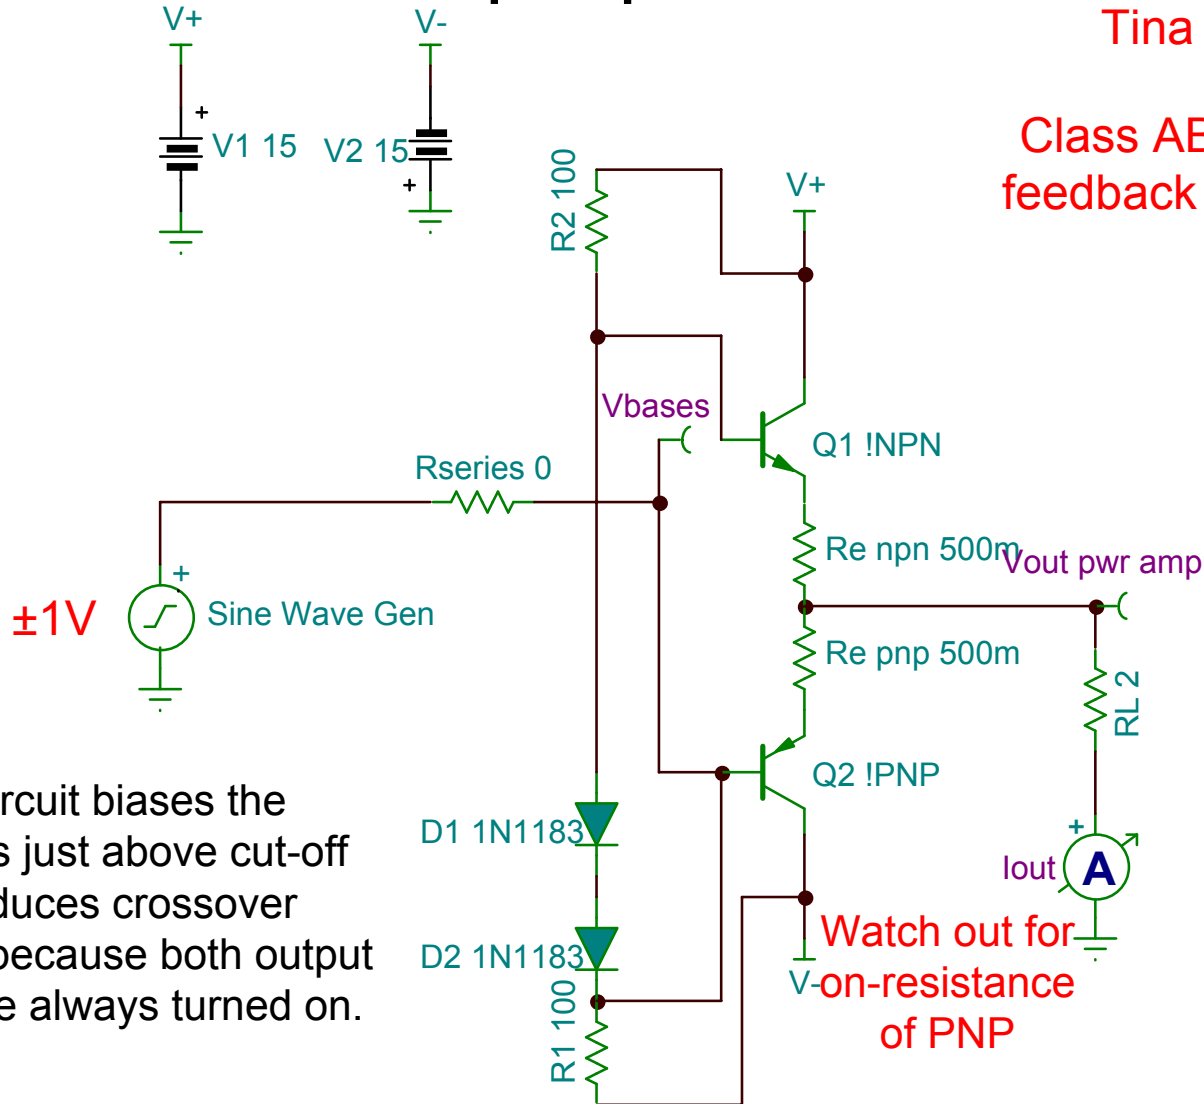 V+
V-
Tina
+
V1 15
V2 15
+
Class AB
feedback
R2 100
V+
Vbases
Q1 !NPN
Rseries 0
Re npn 500m
Vout pwr amp
+
±1V
Sine Wave Gen
Re pnp 500m
RL 2
Q2 !PNP
rcuit biases the
s just above cut-off
duces crossover
because both output
e always turned on.
D1 1N1183
+
Iout
A
D2 1N1183
Watch out for
on-resistance
of PNP
V-
R1 100